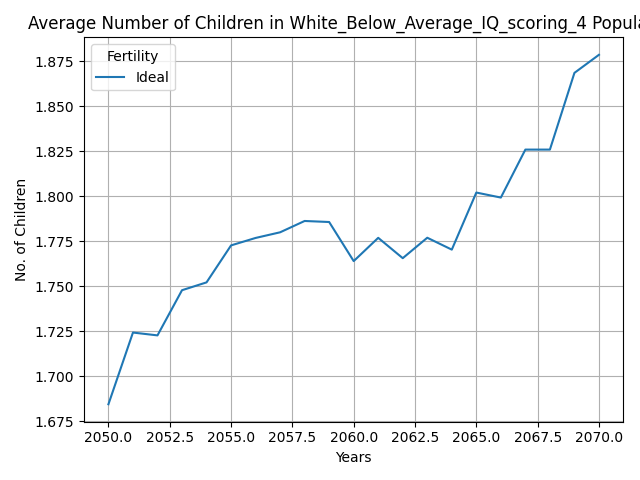 Average Number of Children in White_Below_Average_IQ_scoring_4 Popula
Fertility
Ideal
1.875
1.850
1.825
1.800
1.775
1.750
1.725
1.700
1.675
No. of Children
2050.0 2052.5 2055.0 2057.5 2060.0 2062.5 2065.0 2067.5 2070.0
Years